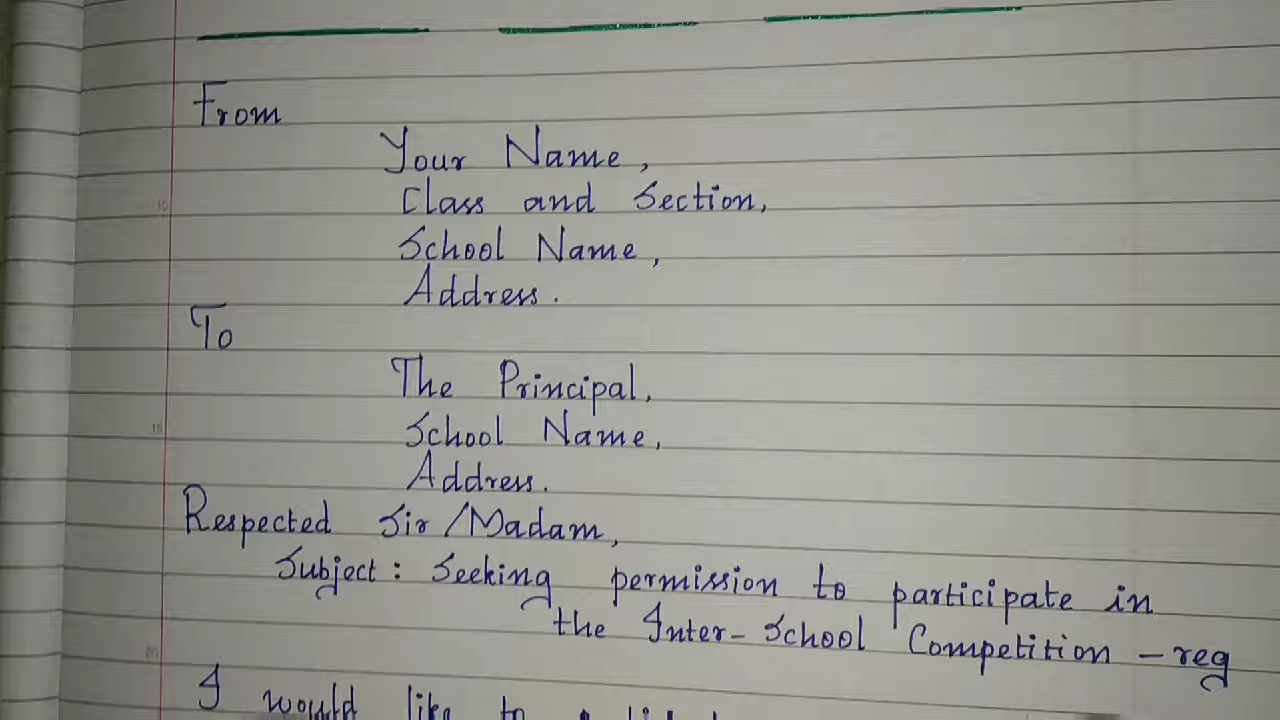 From
Your Name,
Class and Section,
School Name,
Address.
To
The Principal,
School Name,
Address.
Respected Sir/Madam,
Subject: Seeking permission to participate in
the Inter-School Competition - reg
I would like to